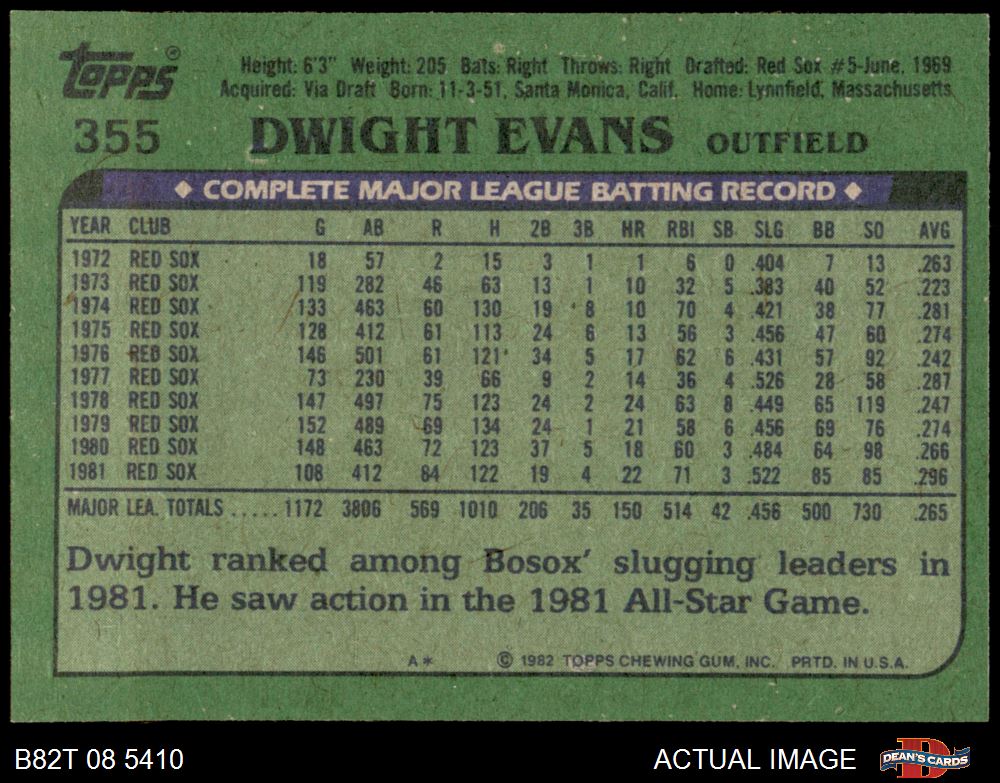 Topps®
Height: 6'3" Weight: 205 Bats: Right Throws: Right Drafted: Red Sox #5-June, 1969
Acquired: Via Draft Born: 11-3-51, Santa Monica, Calif. Home: Lynnfield, Massachusetts
355 DWIGHT EVANS OUTFIELD
◆ COMPLETE MAJOR LEAGUE BATTING RECORD ◆
YEAR CLUB G AB R H 2B 3B HR RBI SB SLG BB SO AVG
1972 RED SOX 18 57 2 15 3 1 1 6 0 .404 7 13 .263
1973 RED SOX 119 282 46 63 13 1 10 32 5 .383 40 52 .223
1974 RED SOX 133 463 60 130 19 8 10 70 4 .421 38 77 .281
1975 RED SOX 128 412 61 113 24 6 13 56 3 .456 47 60 .274
1976 RED SOX 146 501 61 121 34 5 17 62 6 .431 57 92 .242
1977 RED SOX 73 230 39 66 9 2 14 36 4 .526 28 58 .287
1978 RED SOX 147 497 75 123 24 2 24 63 8 .449 65 119 .247
1979 RED SOX 152 489 69 134 24 1 21 58 6 .456 69 76 .274
1980 RED SOX 148 463 72 123 37 5 18 60 3 .484 64 98 .266
1981 RED SOX 108 412 84 122 19 4 22 71 3 .522 85 85 .296
MAJOR LEA. TOTALS ..... 1172 3806 569 1010 206 35 150 514 42 .456 500 730 .265
Dwight ranked among Bosox' slugging leaders in
1981. He saw action in the 1981 All-Star Game.
A* © 1982 TOPPS CHEWING GUM, INC. PRTD. IN U.S.A.
B82T 08 5410 ACTUAL IMAGE DEAN'S CARDS